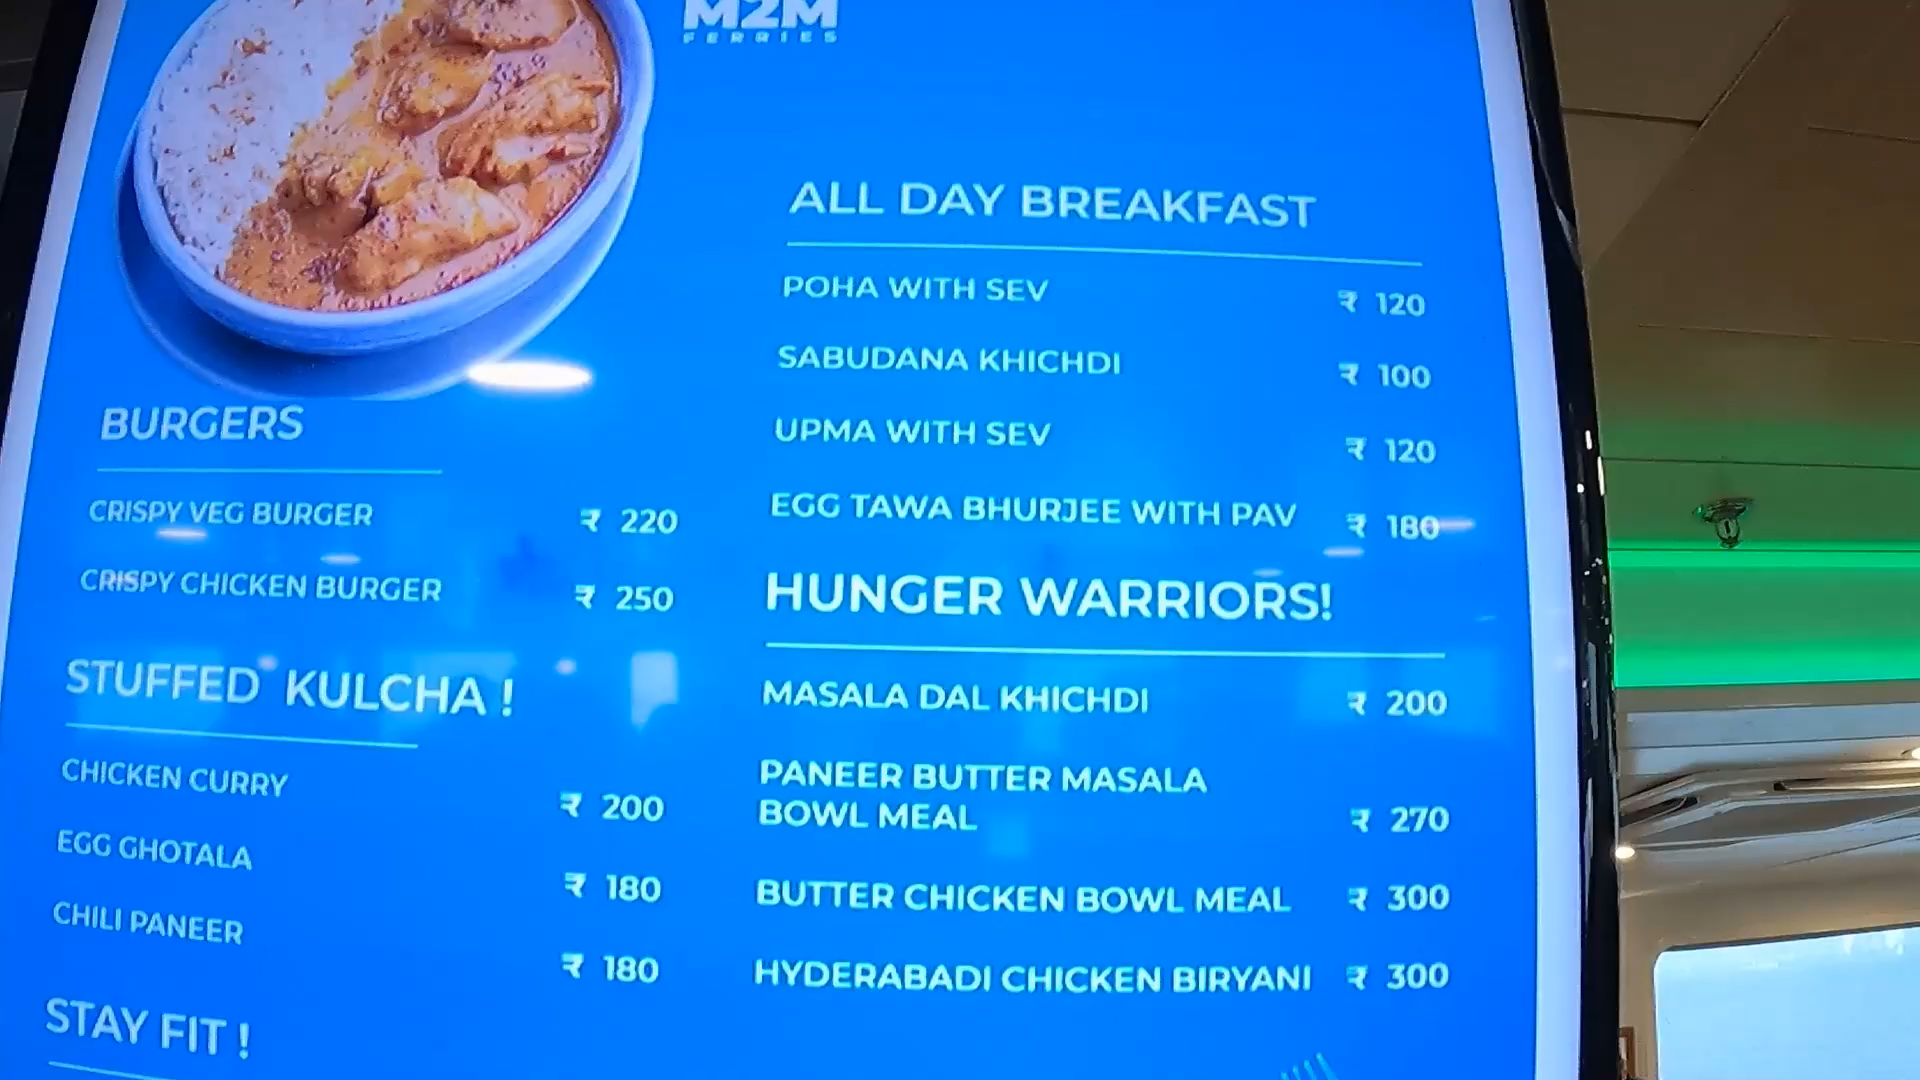 M2M
FERRIES
BURGERS
CRISPY VEG BURGER ₹ 220
CRISPY CHICKEN BURGER ₹ 250
STUFFED KULCHA !
CHICKEN CURRY ₹ 200
EGG GHOTALA ₹ 180
CHILI PANEER ₹ 180
STAY FIT !
ALL DAY BREAKFAST
POHA WITH SEV ₹ 120
SABUDANA KHICHDI ₹ 100
UPMA WITH SEV ₹ 120
EGG TAWA BHURJEE WITH PAV ₹ 180
HUNGER WARRIORS!
MASALA DAL KHICHDI ₹ 200
PANEER BUTTER MASALA
BOWL MEAL ₹ 270
BUTTER CHICKEN BOWL MEAL ₹ 300
HYDERABADI CHICKEN BIRYANI ₹ 300